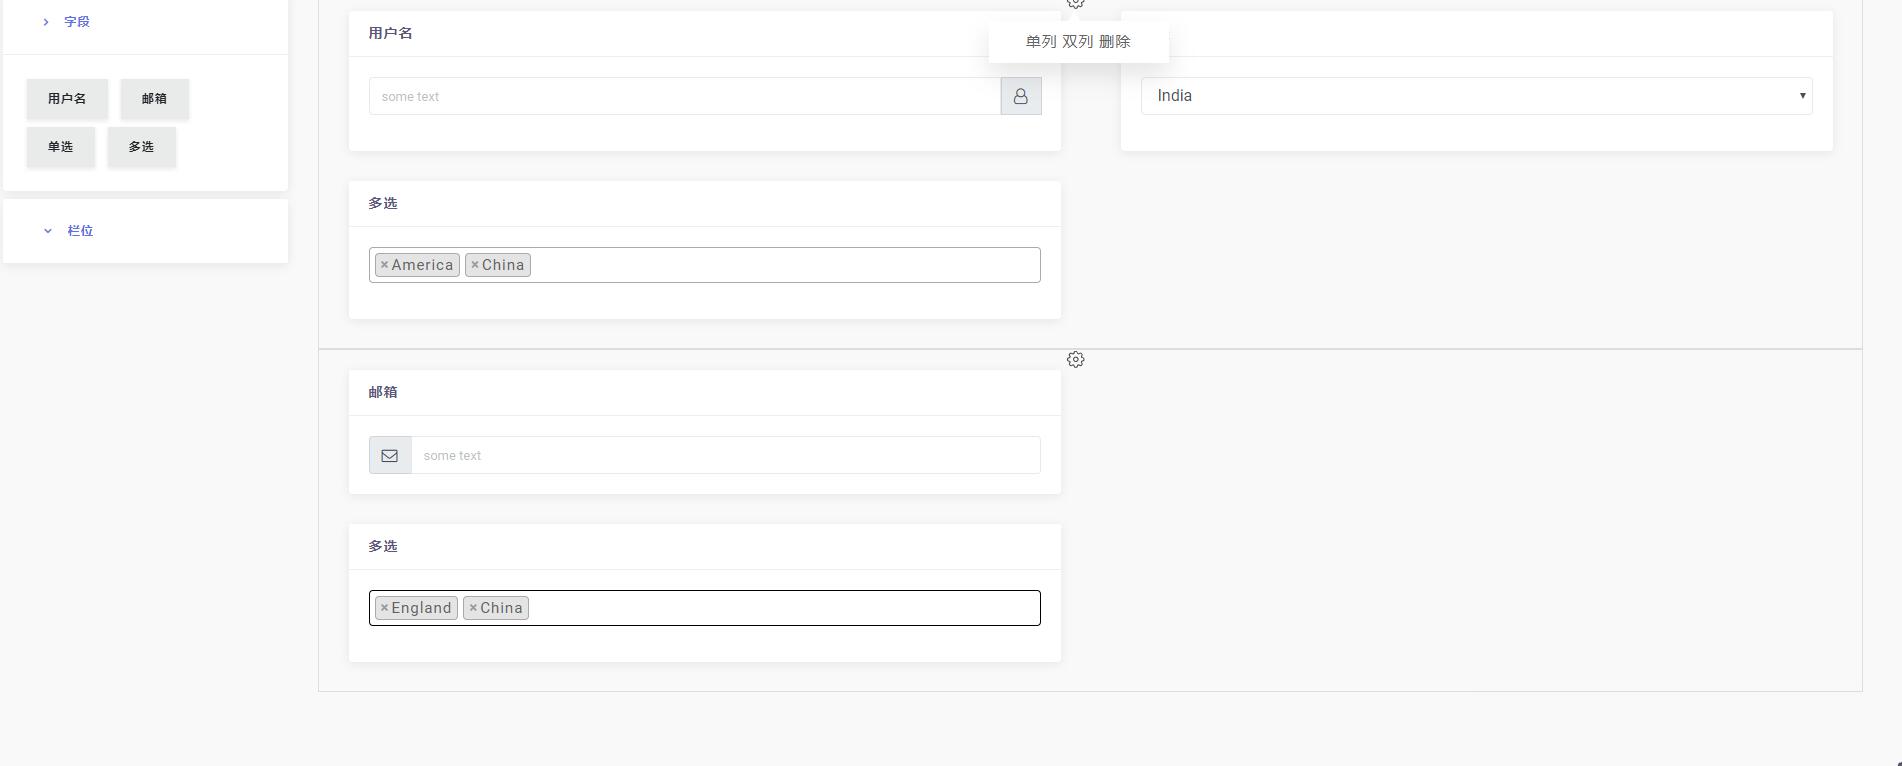 字段
用户名 邮箱
单选 多选
栏位
用户名
单列 双列 删除
some text
India
多选
×America ×China
邮箱
some text
多选
×England ×China